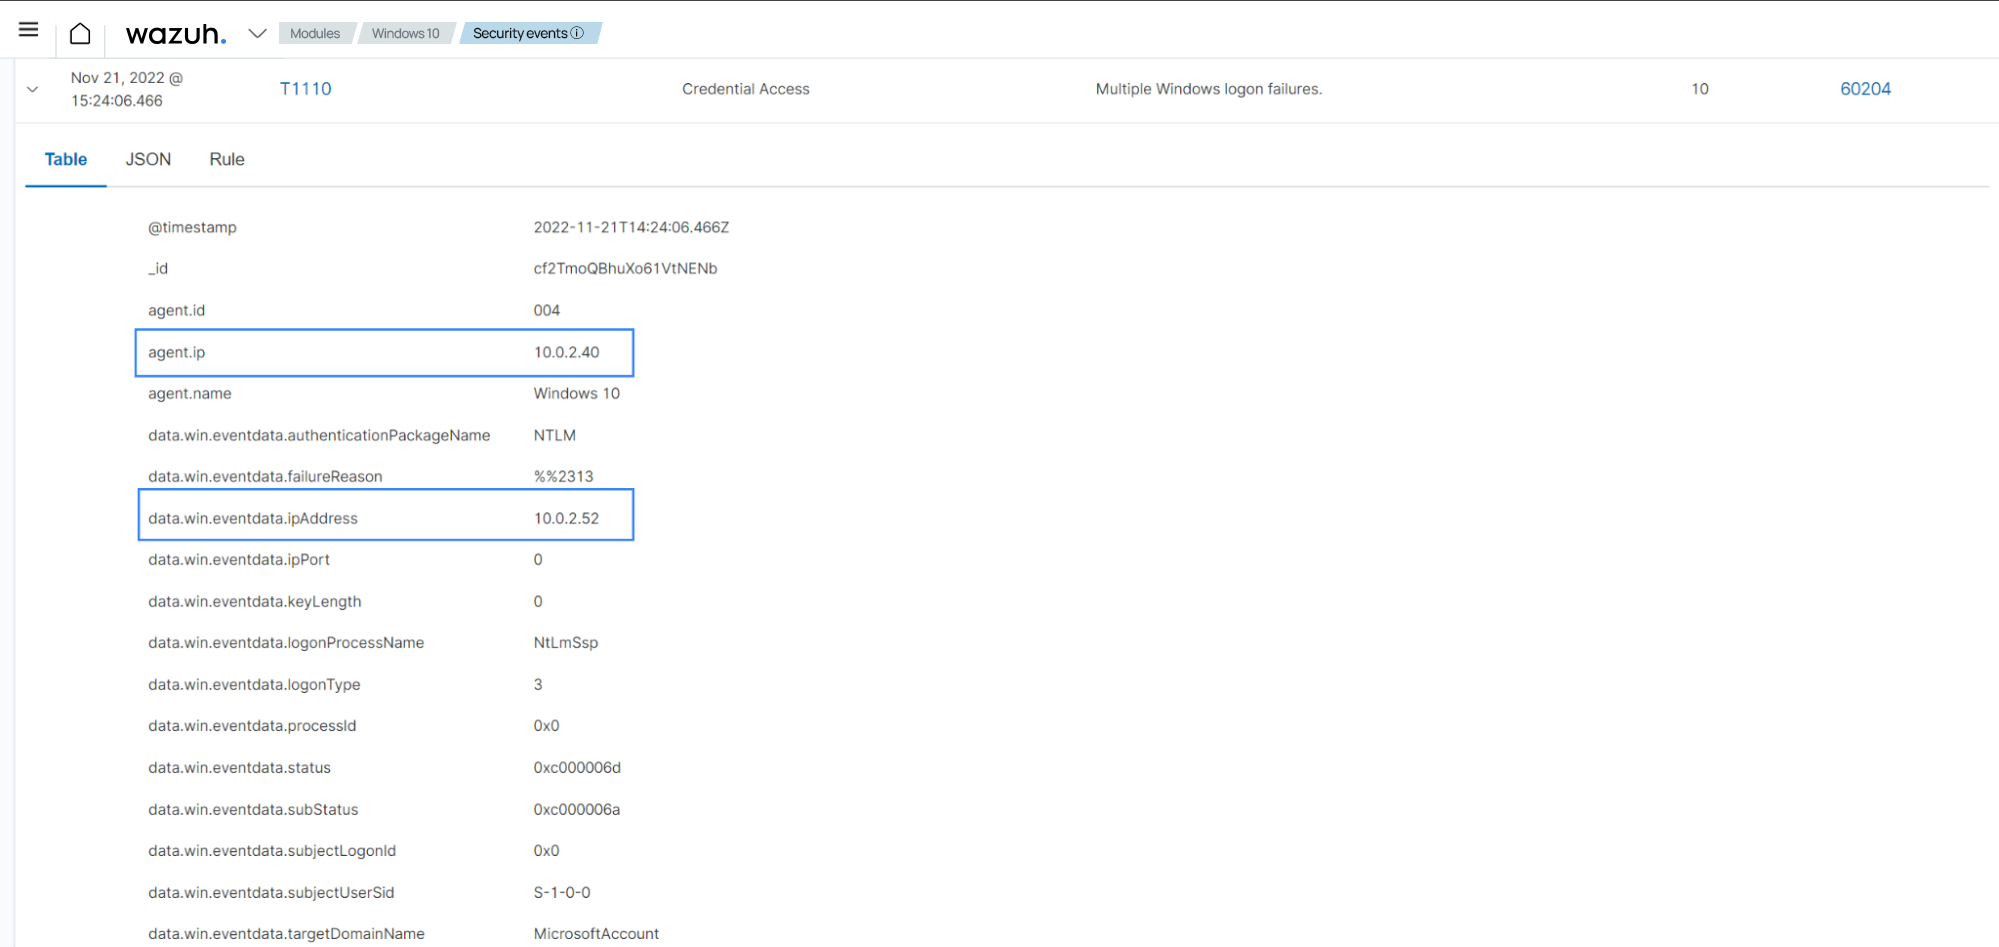 wazuh. Modules Windows 10 Security events
Nov 21, 2022 @
15:24:06.466
T1110 Credential Access Multiple Windows logon failures. 10 60204
Table JSON Rule
@timestamp 2022-11-21T14:24:06.466Z
_id cf2TmoQBhuXo61VtNENb
agent.id 004
agent.ip 10.0.2.40
agent.name Windows 10
data.win.eventdata.authenticationPackageName NTLM
data.win.eventdata.failureReason %%2313
data.win.eventdata.ipAddress 10.0.2.52
data.win.eventdata.ipPort 0
data.win.eventdata.keyLength 0
data.win.eventdata.logonProcessName NtLmSsp
data.win.eventdata.logonType 3
data.win.eventdata.processId 0x0
data.win.eventdata.status 0xc000006d
data.win.eventdata.subStatus 0xc000006a
data.win.eventdata.subjectLogonId 0x0
data.win.eventdata.subjectUserSid S-1-0-0
data.win.eventdata.targetDomainName MicrosoftAccount